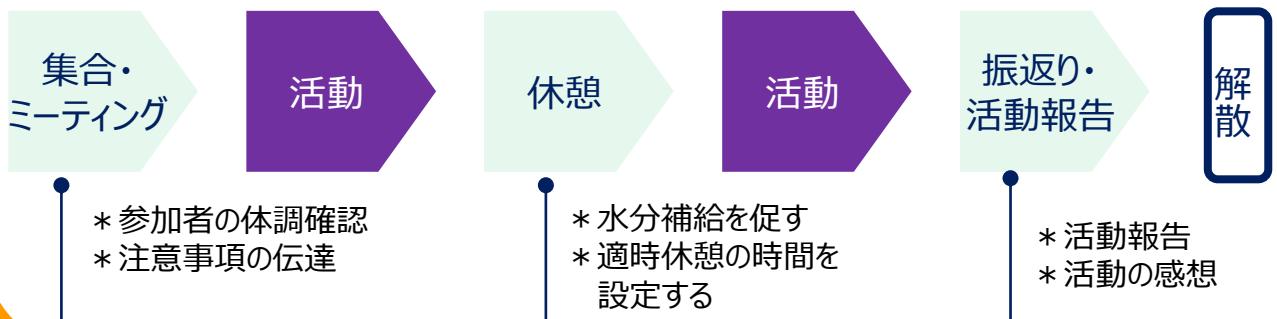 集合・
ミーティング
活動
休憩
活動
振返り・
活動報告
解散
＊参加者の体調確認
＊注意事項の伝達
＊水分補給を促す
＊適時休憩の時間を
設定する
＊活動報告
＊活動の感想